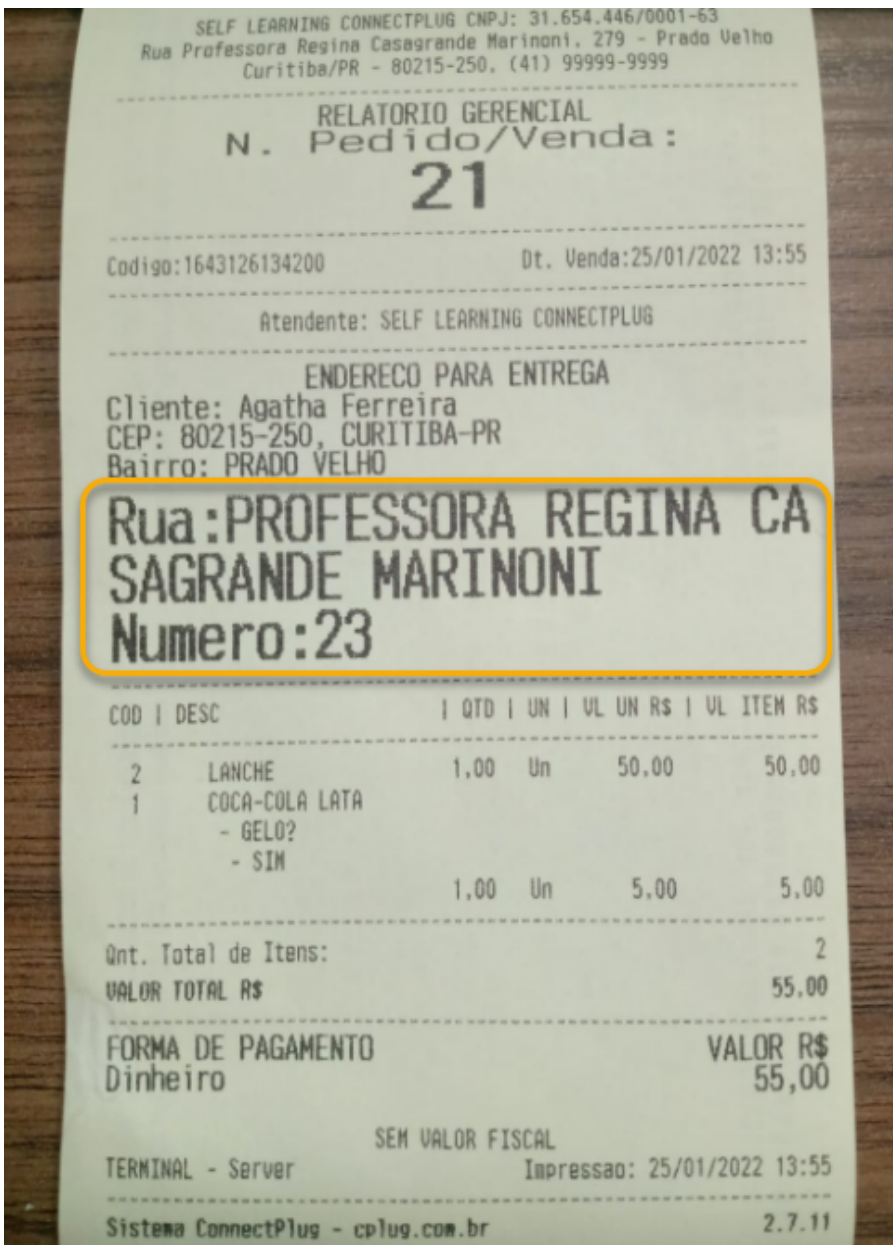 SELF LEARNING CONNECTPLUG CNPJ: 31.654.446/0001-63
Rua Professora Regina Casagrande Marinoni, 279 - Prado Velho
Curitiba/PR - 80215-250, (41) 99999-9999
RELATORIO GERENCIAL
N. Pedido/Venda:
21
Codigo:1643126134200 Dt. Venda:25/01/2022 13:55
Atendente: SELF LEARNING CONNECTPLUG
ENDERECO PARA ENTREGA
Cliente: Agatha Ferreira
CEP: 80215-250, CURITIBA-PR
Bairro: PRADO VELHO
Rua:PROFESSORA REGINA CA
SAGRANDE MARINONI
Numero:23
COD | DESC | QTD | UN | VL UN R$ | VL ITEM R$
2 LANCHE 1,00 Un 50,00 50,00
1 COCA-COLA LATA
- GELO?
- SIM
1,00 Un 5,00 5,00
Qnt. Total de Itens: 2
VALOR TOTAL R$ 55,00
FORMA DE PAGAMENTO VALOR R$
Dinheiro 55,00
SEM VALOR FISCAL
TERMINAL - Server Impressao: 25/01/2022 13:55
Sistema ConnectPlug - cplug.com.br 2.7.11